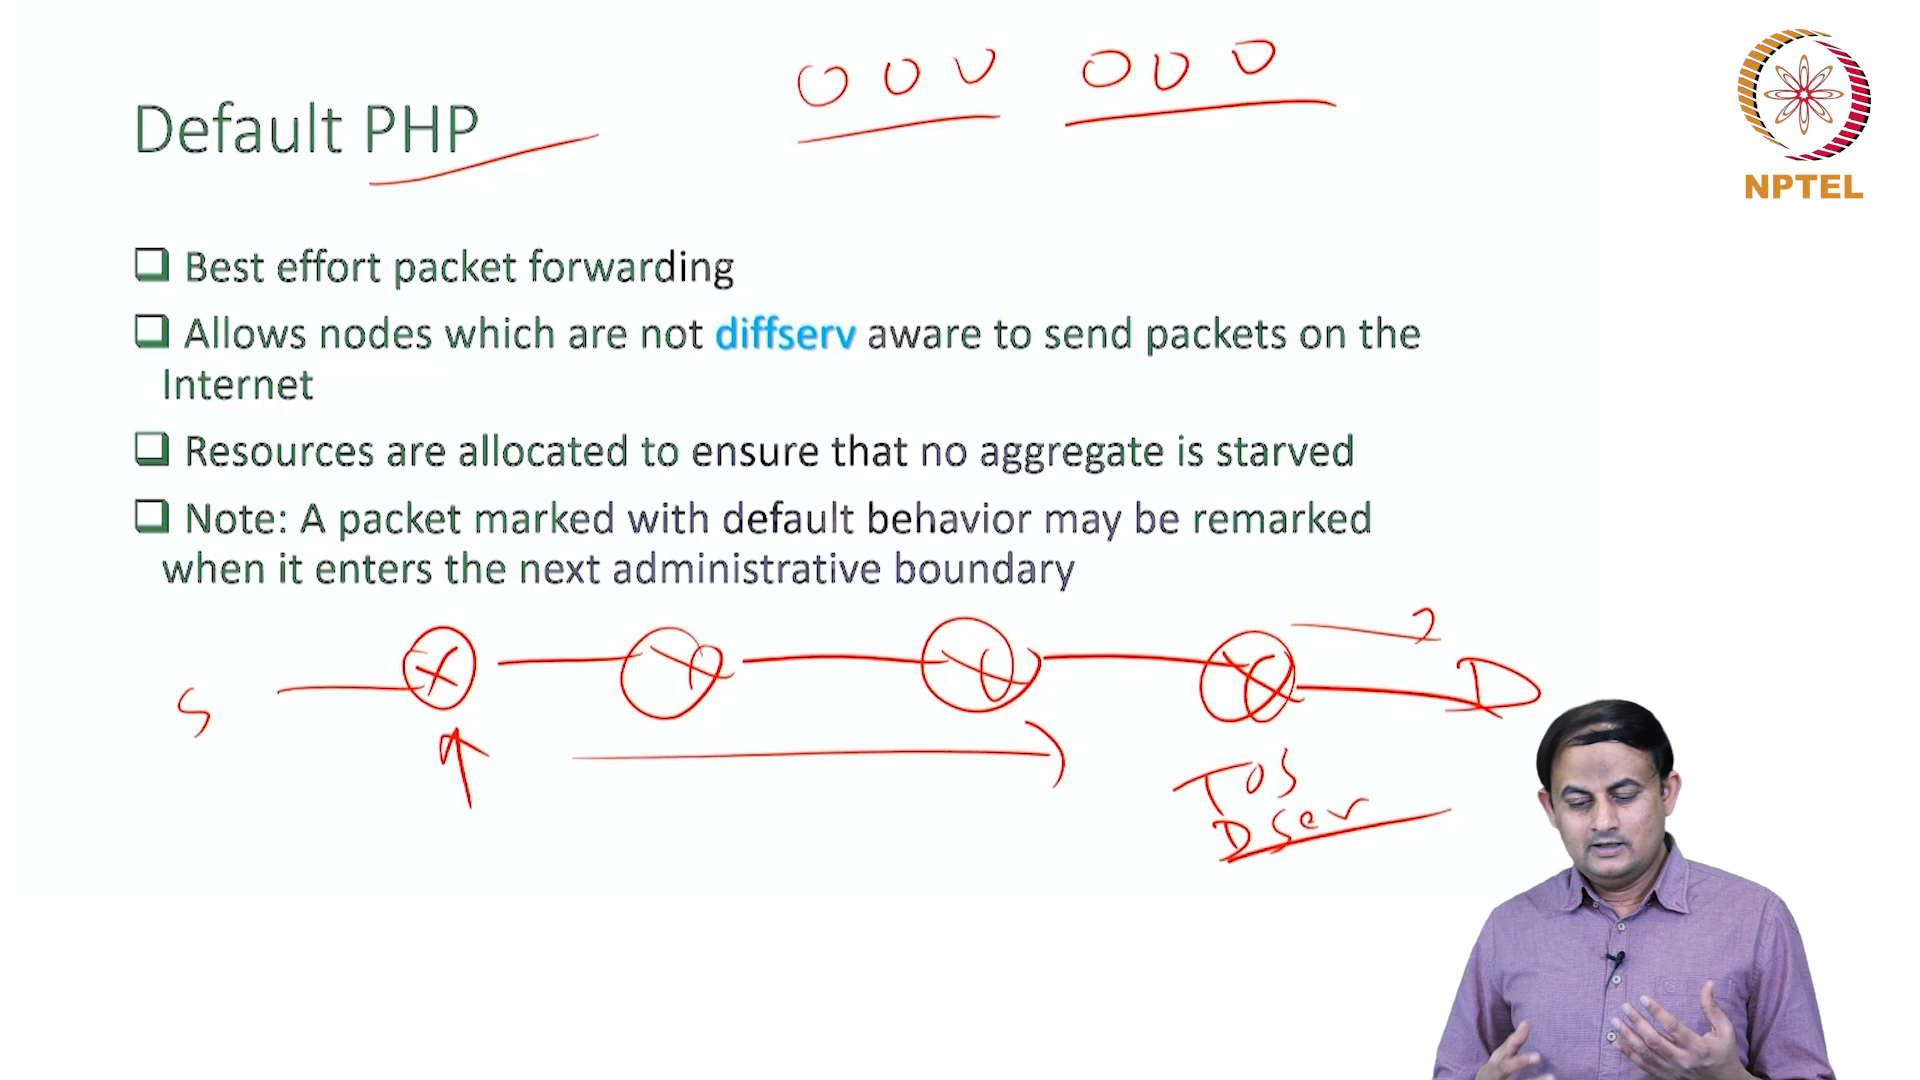 000 000
Default PHP
NPTEL
❑ Best effort packet forwarding
❑ Allows nodes which are not diffserv aware to send packets on the
Internet
❑ Resources are allocated to ensure that no aggregate is starved
❑ Note: A packet marked with default behavior may be remarked
when it enters the next administrative boundary
S D
TOS
DSer